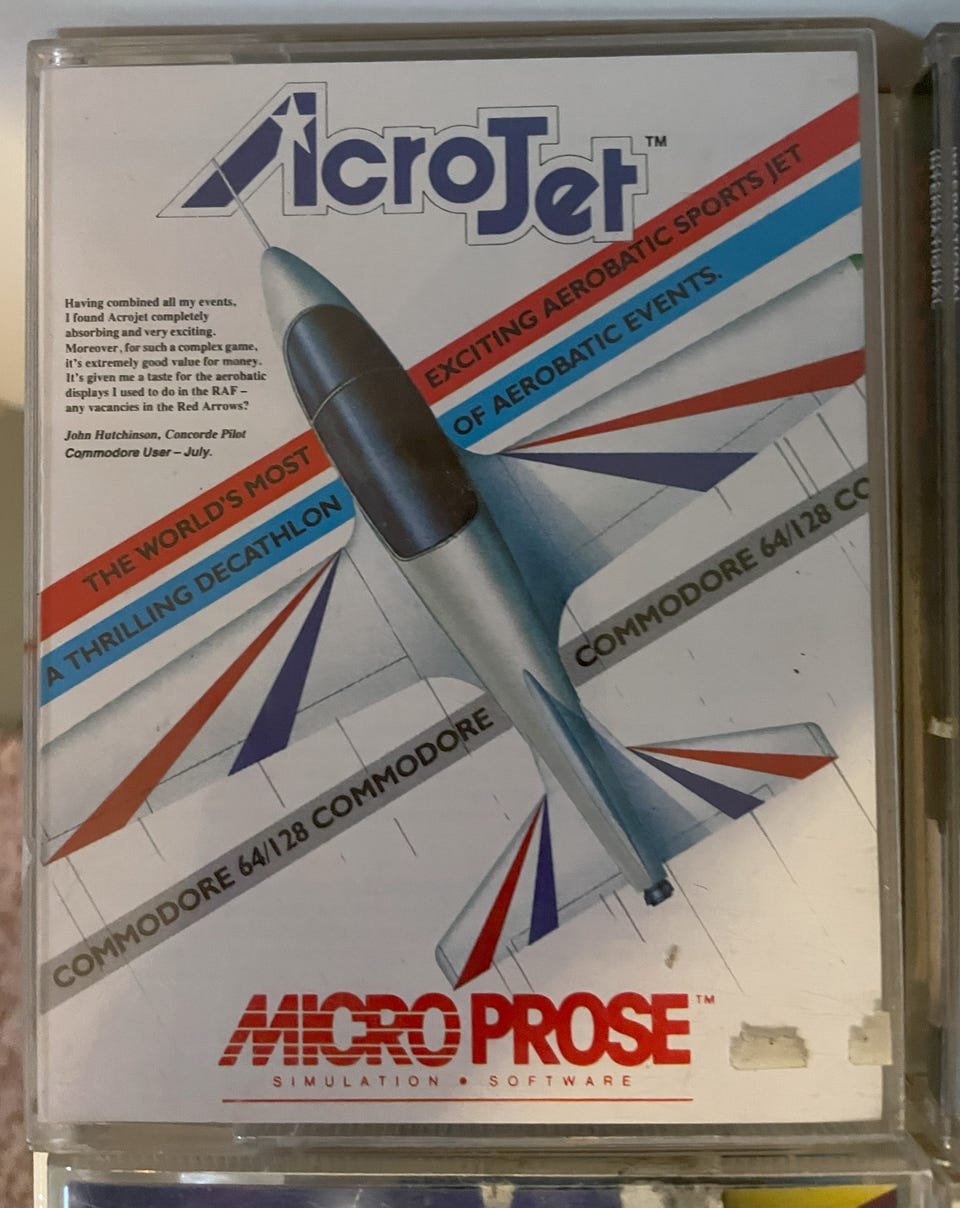 AcroJet™
THE WORLD'S MOST EXCITING AEROBATIC SPORTS JET
A THRILLING DECATHLON OF AEROBATIC EVENTS.
Having combined all my events,
I found Acrojet completely
absorbing and very exciting.
Moreover, for such a complex game,
it's extremely good value for money.
It's given me a taste for the aerobatic
displays I used to do in the RAF –
any vacancies in the Red Arrows?
John Hutchinson, Concorde Pilot
Commodore User – July.
COMMODORE 64/128 COMMODORE COMMODORE 64/128 CO
MICRO PROSE™
SIMULATION • SOFTWARE